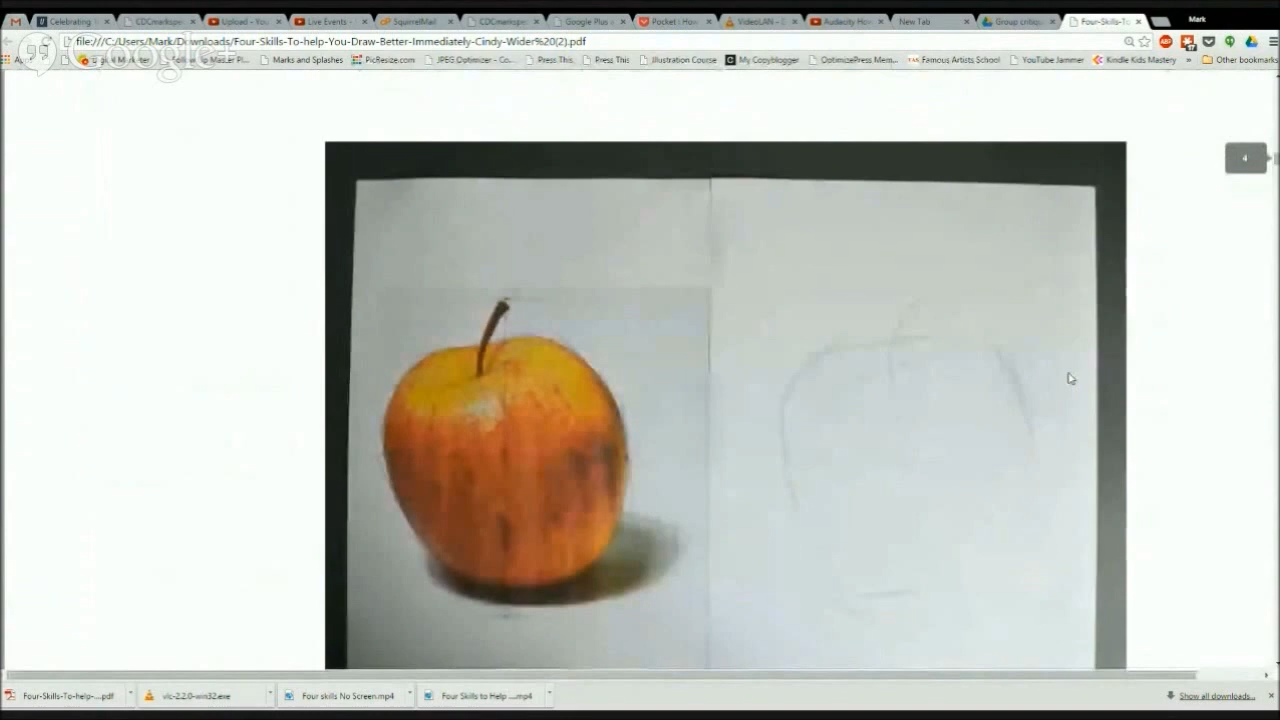 Celebrating
CDCmarkspen
Upload - You
Live Events -
SquirrelMail
CDCmarkspen
Google Plus
Pocket : How
VideoLAN - D
Audacity How
New Tab
Group critiqu
Four-Skills-To
Mark
Google+
file:///C:/Users/Mark/Downloads/Four-Skills-To-help-You-Draw-Better-Immediately-Cindy-Wider%20(2).pdf
Marks and Splashes
PicResize.com
JPEG Optimizer - Co...
Press This
Press This
Illustration Course
My Copyblogger
OptimizePress Mem...
Famous Artists School
YouTube Jammer
Kindle Kids Mastery
»
Other bookmarks
4
Four-Skills-To-help-....pdf
vlc-2.2.0-win32.exe
Four skills No Screen.mp4
Four Skills to Help ....mp4
Show all downloads...